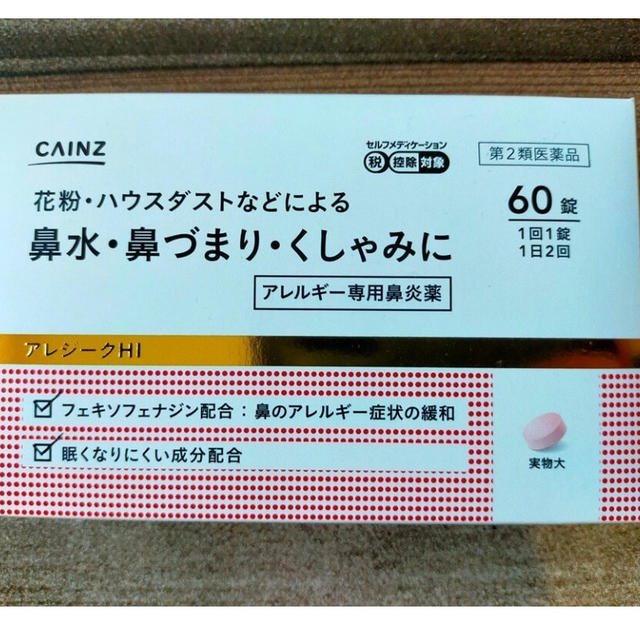 CAINZ
セルフメディケーション
税 控除 対象
第2類医薬品
花粉・ハウスダストなどによる
鼻水・鼻づまり・くしゃみに
アレルギー専用鼻炎薬
60錠
1回1錠
1日2回
アレジークHI
フェキソフェナジン配合：鼻のアレルギー症状の緩和
眠くなりにくい成分配合
実物大